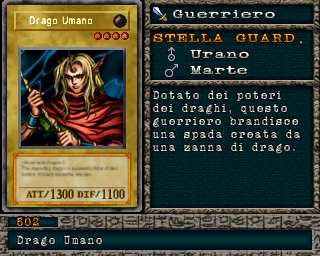 Drago Umano
Guerriero
STELLA GUARD.
Urano
Marte
Dotato dei poteri
dei draghi, questo
guerriero brandisce
una spada creata da
una zanna di drago.
ATT/1300 DIF/1100
502
Drago Umano